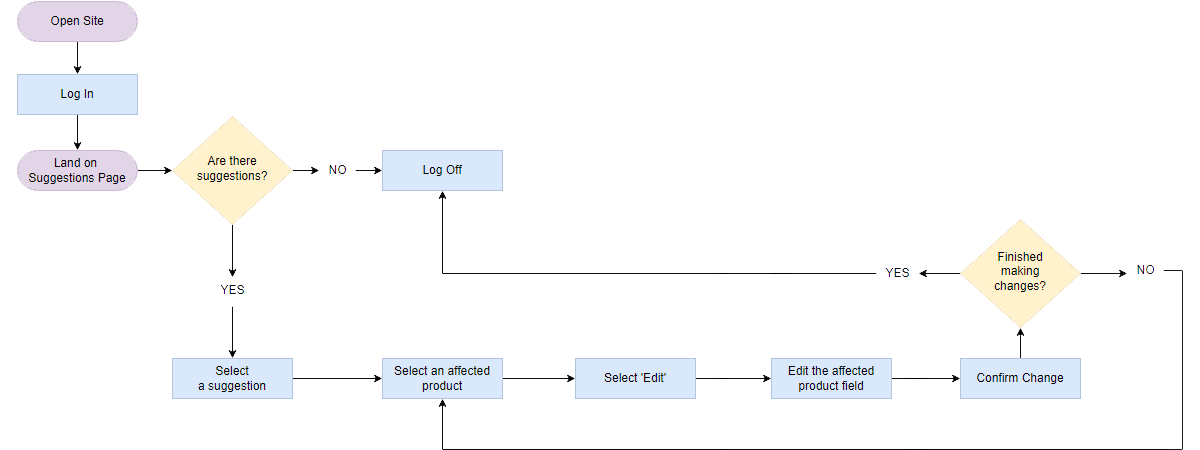 Open Site
Log In
Land on
Suggestions Page
Are there
suggestions?
NO
Log Off
YES
Finished
making
changes?
YES
NO
Select
a suggestion
Select an affected
product
Select 'Edit'
Edit the affected
product field
Confirm Change